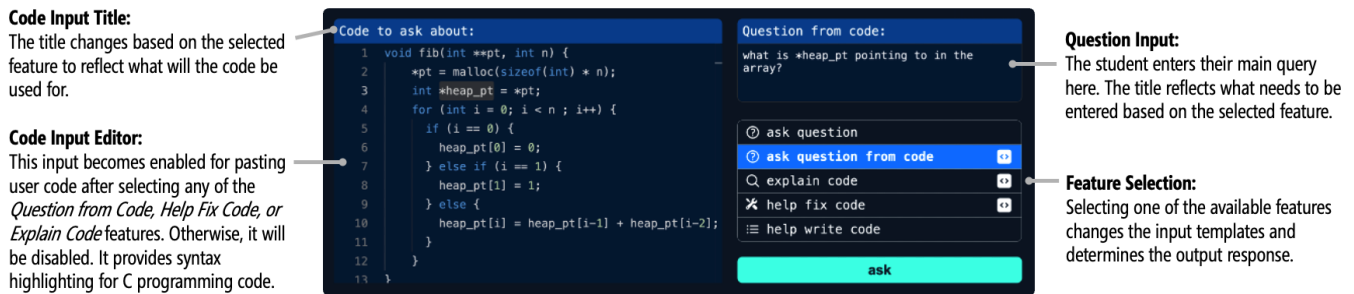 Code Input Title:
The title changes based on the selected
feature to reflect what will the code be
used for.
Code Input Editor:
This input becomes enabled for pasting
user code after selecting any of the
Question from Code, Help Fix Code, or
Explain Code features. Otherwise, it will
be disabled. It provides syntax
highlighting for C programming code.
Code to ask about:
1 void fib(int **pt, int n) {
2 *pt = malloc(sizeof(int) * n);
3 int *heap_pt = *pt;
4 for (int i = 0; i < n ; i++) {
5 if (i == 0) {
6 heap_pt[0] = 0;
7 } else if (i == 1) {
8 heap_pt[1] = 1;
9 } else {
10 heap_pt[i] = heap_pt[i-1] + heap_pt[i-2];
11 }
12 }
13 }
Question from code:
what is *heap_pt pointing to in the
array?
ask question
ask question from code
explain code
help fix code
help write code
ask
Question Input:
The student enters their main query
here. The title reflects what needs to be
entered based on the selected feature.
Feature Selection:
Selecting one of the available features
changes the input templates and
determines the output response.